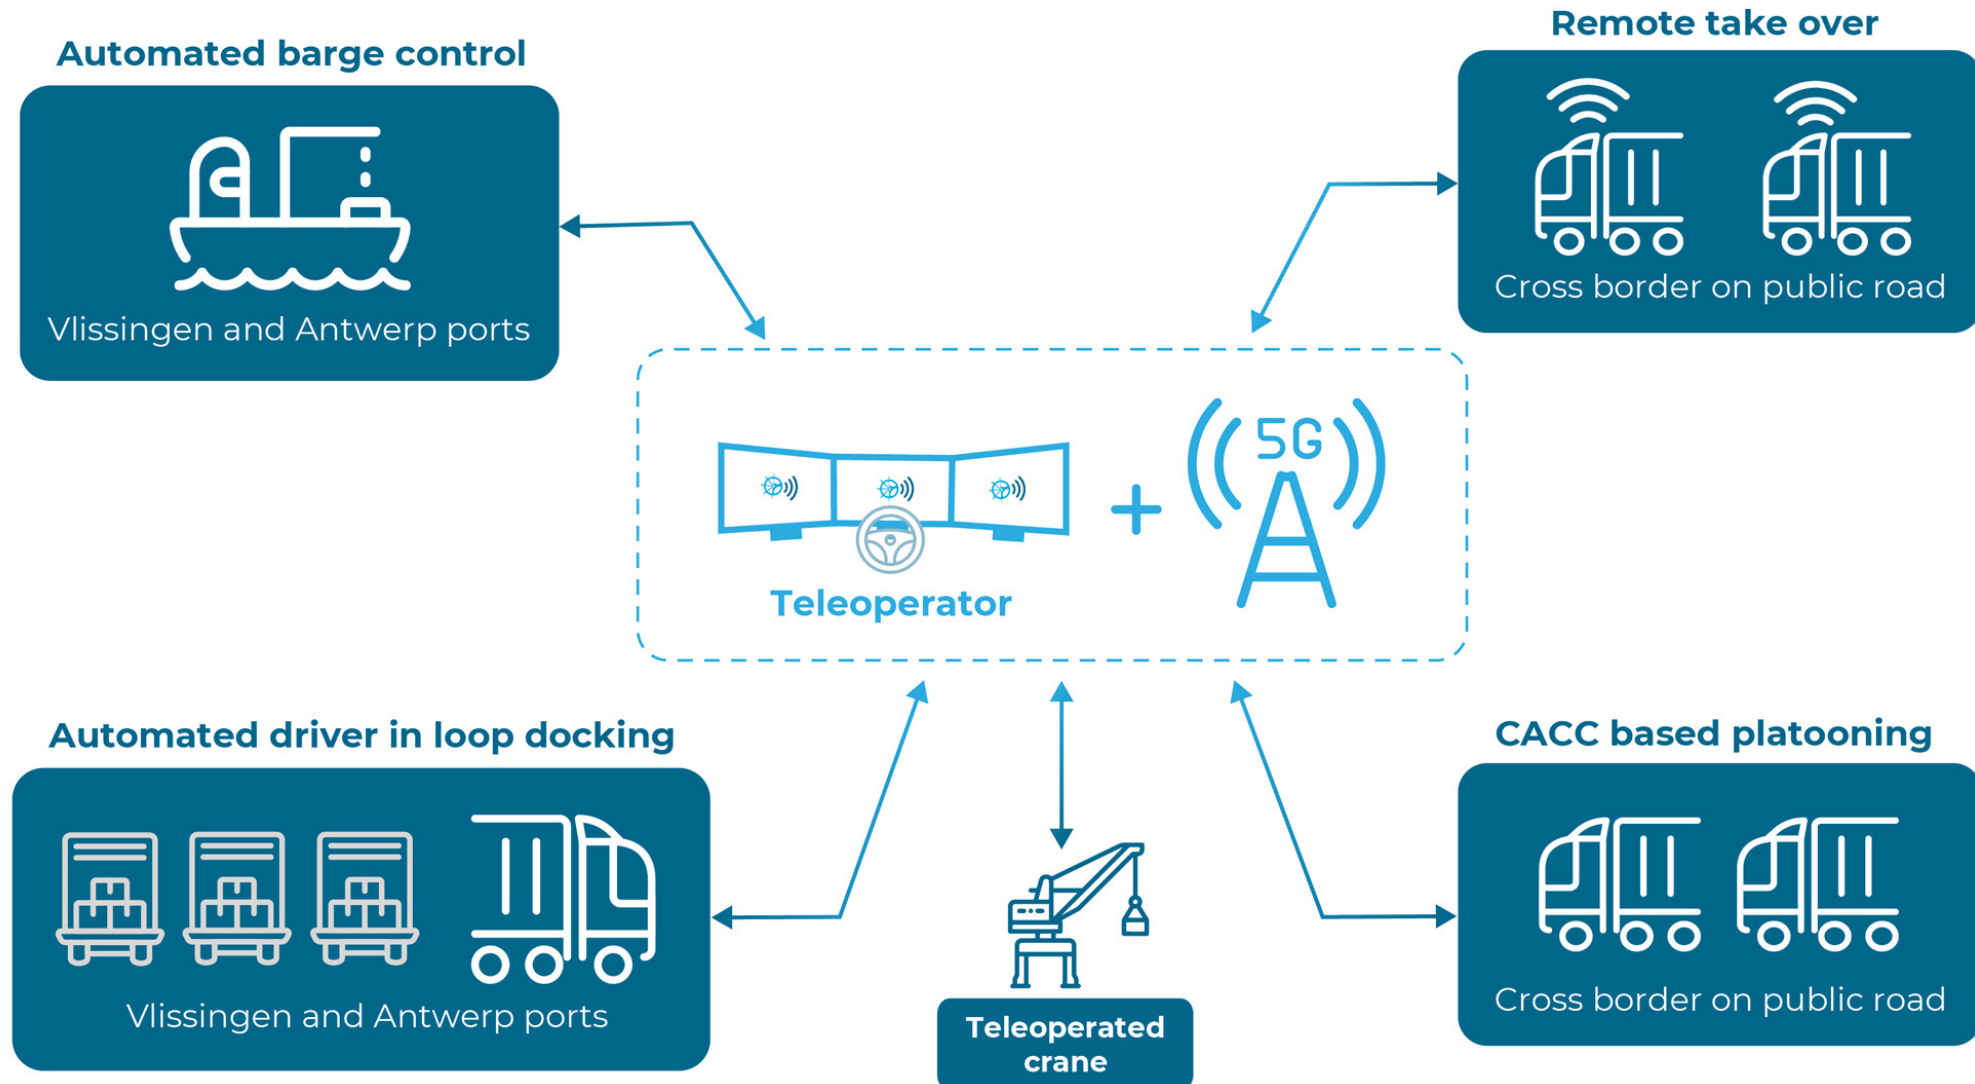 Automated barge control
Vlissingen and Antwerp ports
Remote take over
Cross border on public road
5G
Teleoperator
Automated driver in loop docking
Vlissingen and Antwerp ports
Teleoperated
crane
CACC based platooning
Cross border on public road